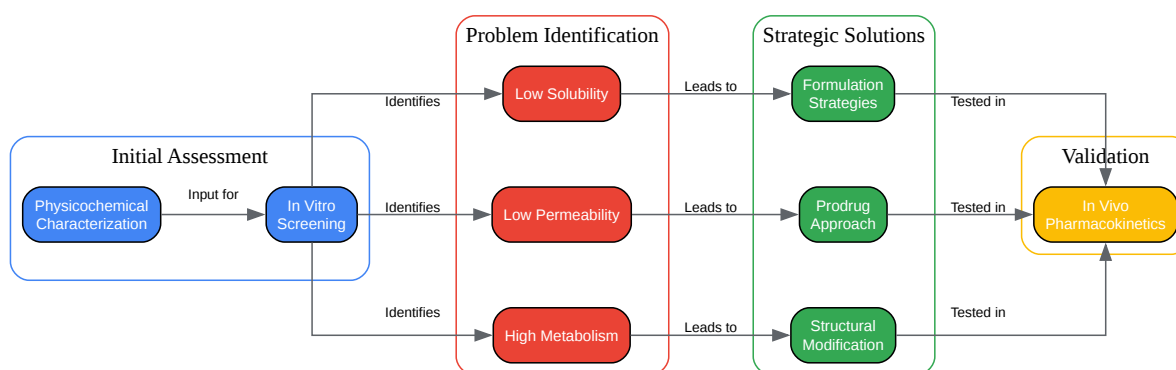 Problem Identification
Strategic Solutions
Low Solubility
Leads to
Formulation
Strategies
Identifies
Tested in
Initial Assessment
Validation
Physicochemical
Characterization
Input for
In Vitro
Screening
Identifies
Low Permeability
Leads to
Prodrug
Approach
Tested in
In Vivo
Pharmacokinetics
Identifies
High Metabolism
Leads to
Structural
Modification
Tested in